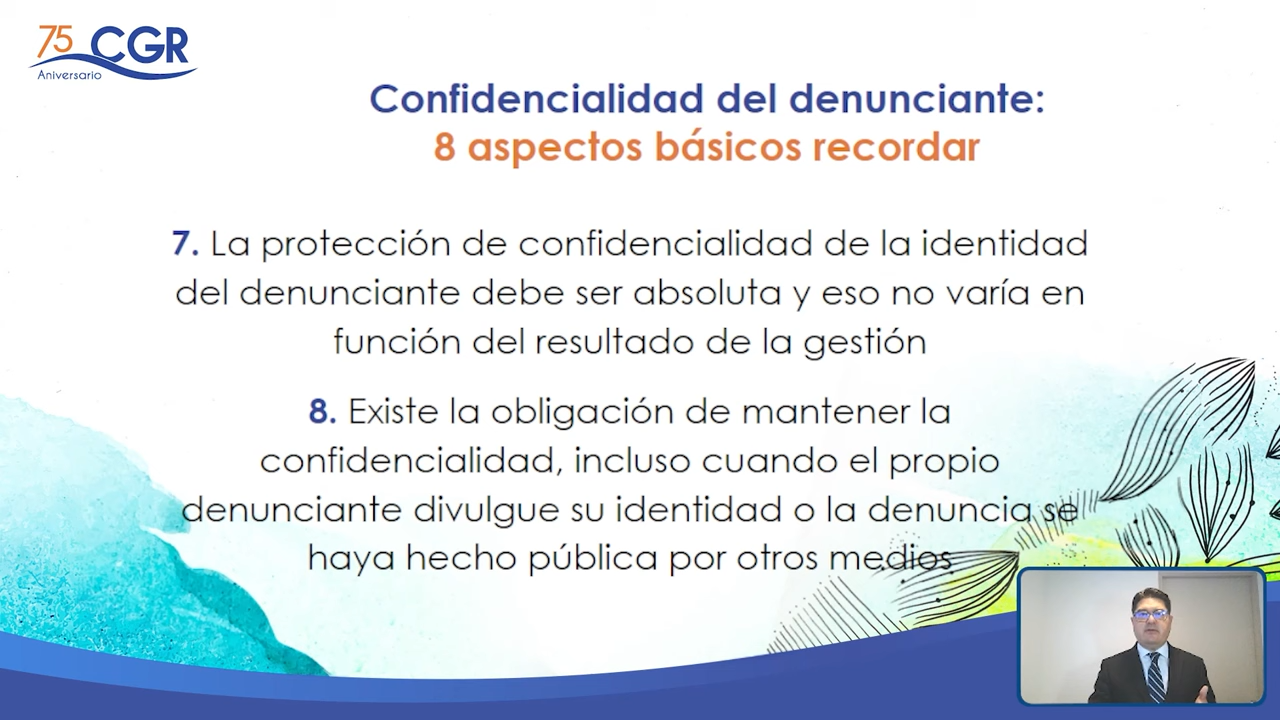 75 CGR
Aniversario
Confidencialidad del denunciante:
8 aspectos básicos recordar
7. La protección de confidencialidad de la identidad
del denunciante debe ser absoluta y eso no varía en
función del resultado de la gestión
8. Existe la obligación de mantener la
confidencialidad, incluso cuando el propio
denunciante divulgue su identidad o la denuncia se
haya hecho pública por otros medios